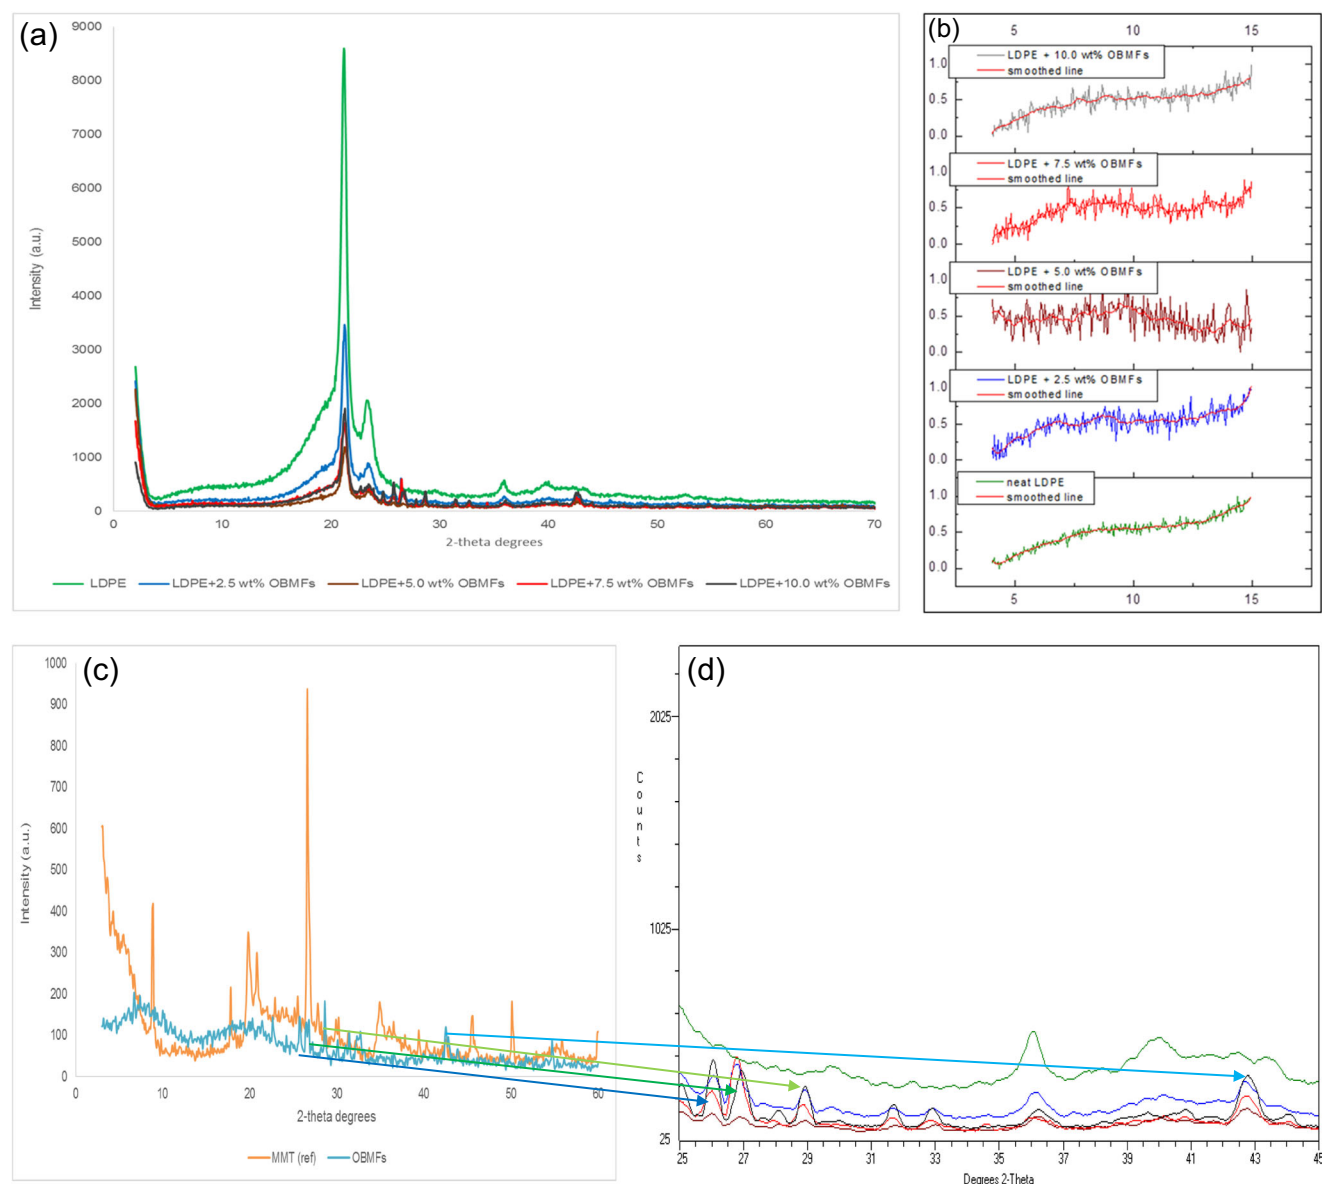 (a)
9000
8000
7000
6000
5000
4000
3000
2000
1000
0
Intensity (a.u.)
0 10 20 30 40 50 60 70
2-theta degrees
LDPE LDPE+2.5 wt% OBMFs LDPE+5.0 wt% OBMFs LDPE+7.5 wt% OBMFs LDPE+10.0 wt% OBMFs
(b)
5 10 15
LDPE + 10.0 wt% OBMFs
smoothed line
1.0
0.5
0.0
LDPE + 7.5 wt% OBMFs
smoothed line
1.0
0.5
0.0
LDPE + 5.0 wt% OBMFs
smoothed line
1.0
0.5
0.0
LDPE + 2.5 wt% OBMFs
smoothed line
1.0
0.5
0.0
neat LDPE
smoothed line
1.0
0.5
0.0
5 10 15
(c)
1000
900
800
700
600
500
400
300
200
100
0
Intensity (a.u.)
0 10 20 30 40 50 60
2-theta degrees
MMT (ref) OBMFs
(d)
2025
1025
25
Counts
25 27 29 31 33 35 37 39 41 43 45
Degrees 2-Theta